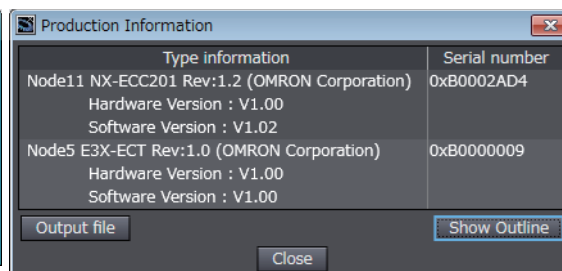 Production Information
Type information Serial number
Node11 NX-ECC201 Rev:1.2 (OMRON Corporation) 0xB0002AD4
Hardware Version : V1.00
Software Version : V1.02
Node5 E3X-ECT Rev:1.0 (OMRON Corporation) 0xB0000009
Hardware Version : V1.00
Software Version : V1.00
Output file Show Outline
Close